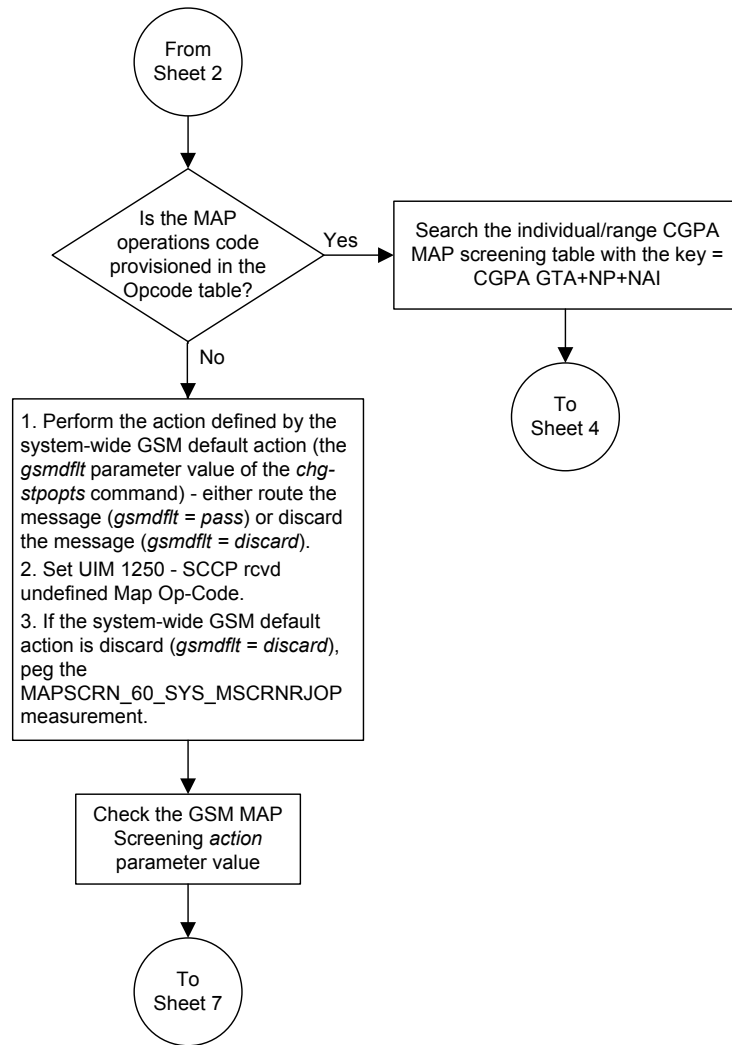 From
Sheet 2
Is the MAP
operations code
provisioned in the
Opcode table?
Yes
Search the individual/range CGPA
MAP screening table with the key =
CGPA GTA+NP+NAI
To
Sheet 4
No
1. Perform the action defined by the
system-wide GSM default action (the
gsmdflt parameter value of the chg-
stpopts command) - either route the
message (gsmdflt = pass) or discard
the message (gsmdflt = discard).
2. Set UIM 1250 - SCCP rcvd
undefined Map Op-Code.
3. If the system-wide GSM default
action is discard (gsmdflt = discard),
peg the
MAPSCRN_60_SYS_MSCRNRJOP
measurement.
Check the GSM MAP
Screening action
parameter value
To
Sheet 7